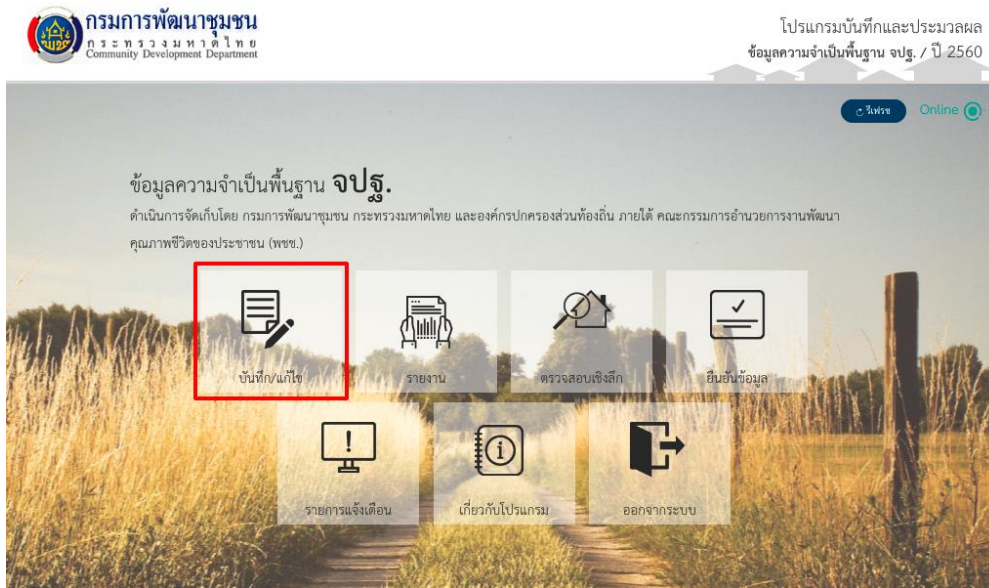 กรมการพัฒนาชุมชน
กระทรวงมหาดไทย
Community Development Department
โปรแกรมบันทึกและประมวลผล
ข้อมูลความจำเป็นพื้นฐาน จปฐ. / ปี 2560
รีเฟรช Online
ข้อมูลความจำเป็นพื้นฐาน จปฐ.
ดำเนินการจัดเก็บโดย กรมการพัฒนาชุมชน กระทรวงมหาดไทย และองค์กรปกครองส่วนท้องถิ่น ภายใต้ คณะกรรมการอำนวยการงานพัฒนา
คุณภาพชีวิตของประชาชน (พชช.)
บันทึก/แก้ไข รายงาน ตรวจสอบเชิงลึก ยืนยันข้อมูล
รายการแจ้งเตือน เกี่ยวกับโปรแกรม ออกจากระบบ